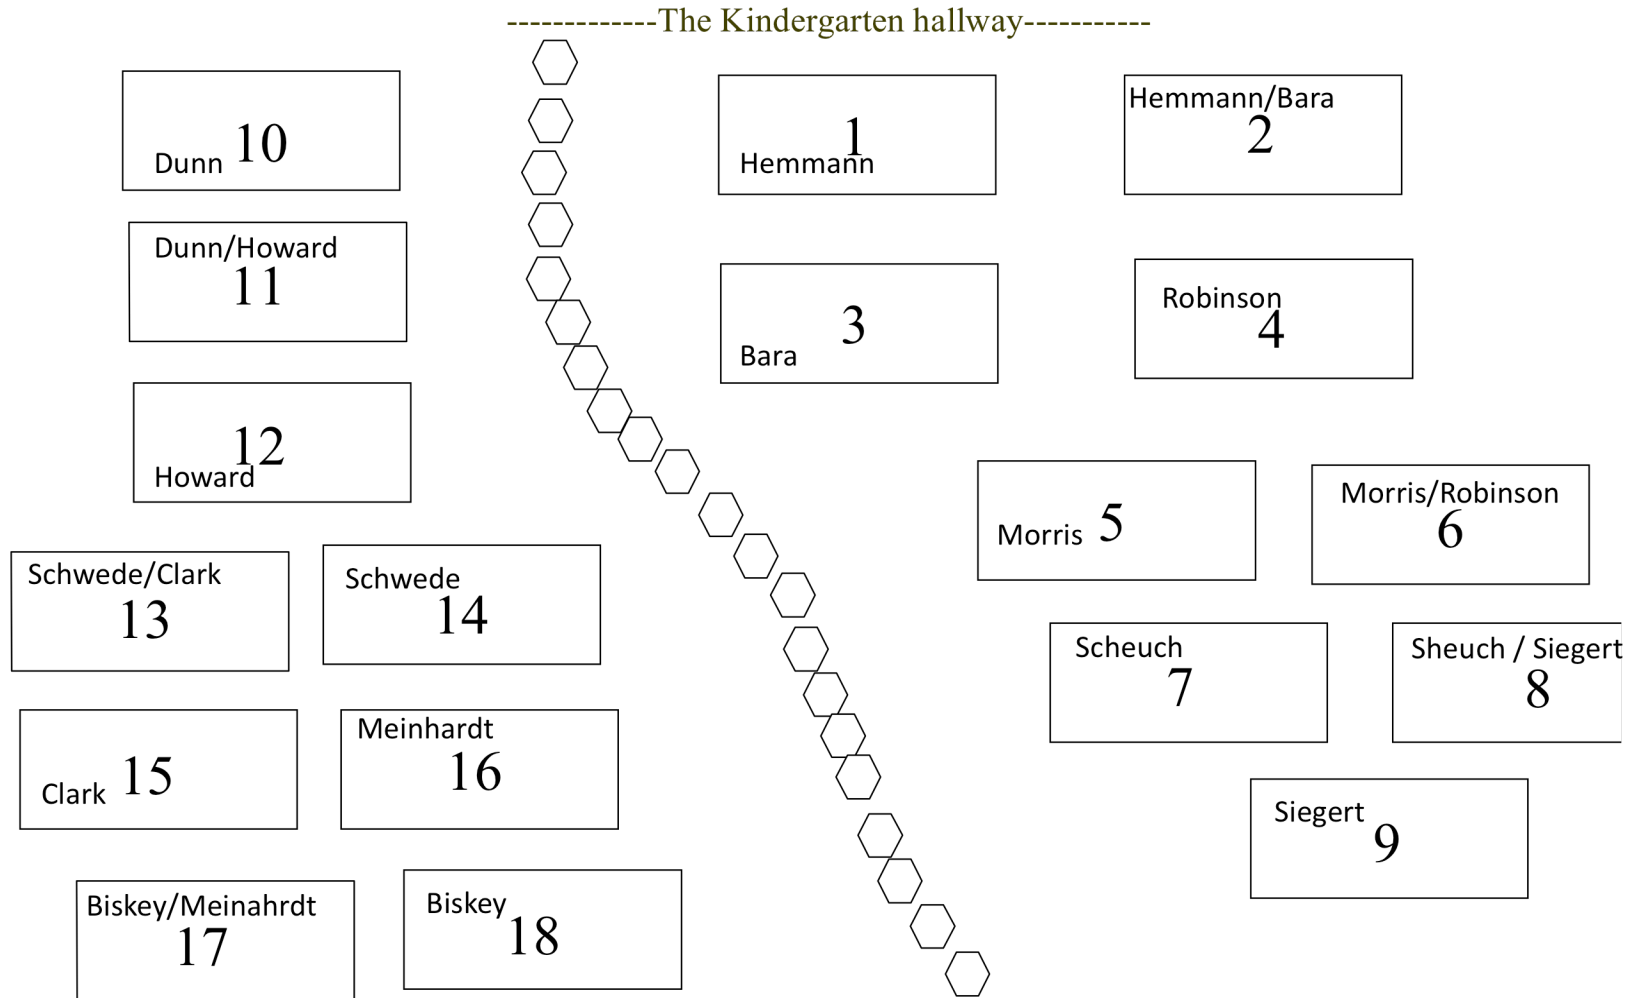 -------------The Kindergarten hallway-----------
10
Dunn
1
Hemmann
Hemmann/Bara
2
Dunn/Howard
11
3
Bara
Robinson
4
12
Howard
Morris 5
Morris/Robinson
6
Schwede/Clark
13
Schwede
14
Scheuch
7
Sheuch / Siegert
8
Clark 15
Meinhardt
16
Siegert
9
Biskey/Meinahrdt
17
Biskey
18